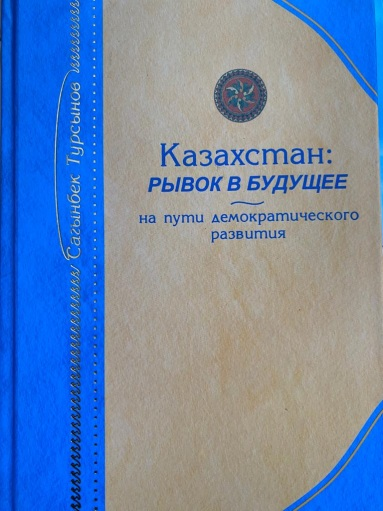 Сагынбек Турсынов
Казахстан:
РЫВОК В БУДУЩЕЕ
на пути демократического
развития